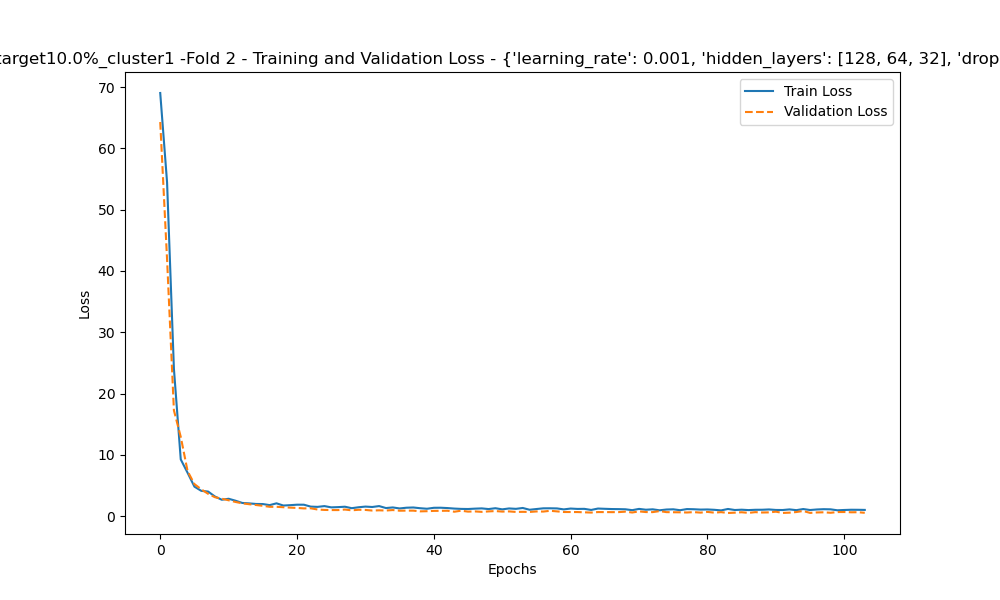 target10.0%_cluster1 -Fold 2 - Training and Validation Loss - {'learning_rate': 0.001, 'hidden_layers': [128, 64, 32], 'drop
Train Loss
Validation Loss
70
60
50
40
30
20
10
0
Loss
0 20 40 60 80 100
Epochs